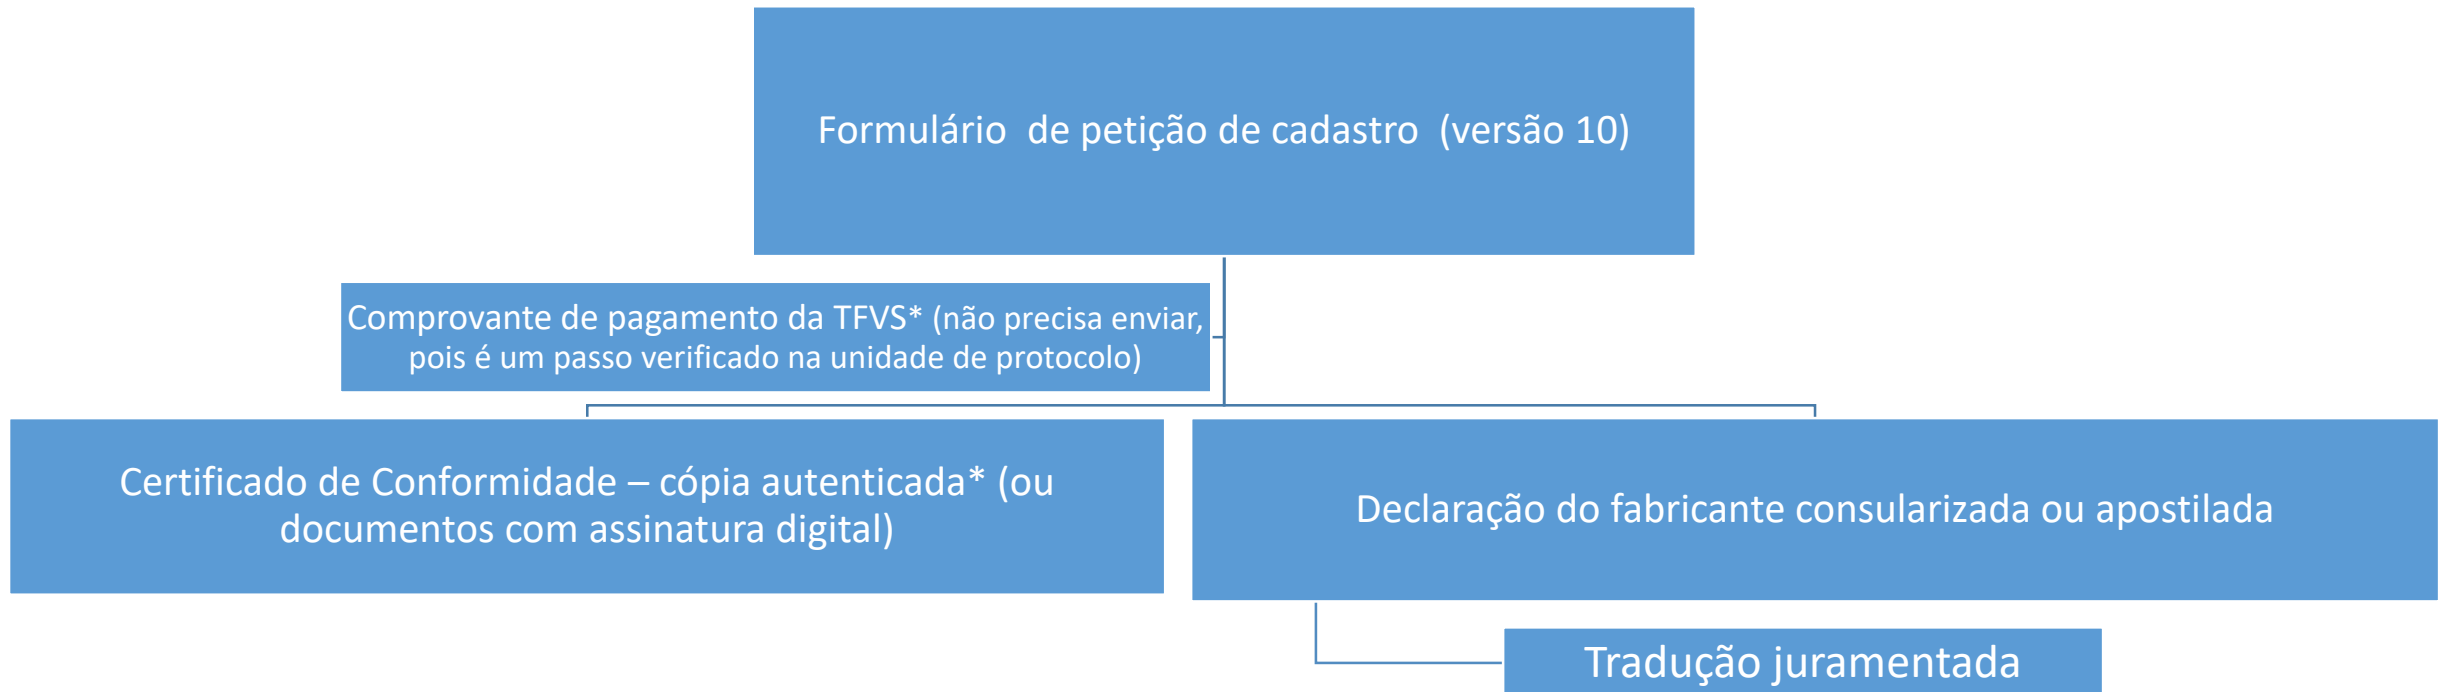 Formulário  de petição de cadastro  (versão 10)
Comprovante de pagamento da TFVS* (não precisa enviar,
pois é um passo verificado na unidade de protocolo)
Certificado de Conformidade – cópia autenticada* (ou
documentos com assinatura digital)
Declaração do fabricante consularizada ou apostilada
Tradução juramentada